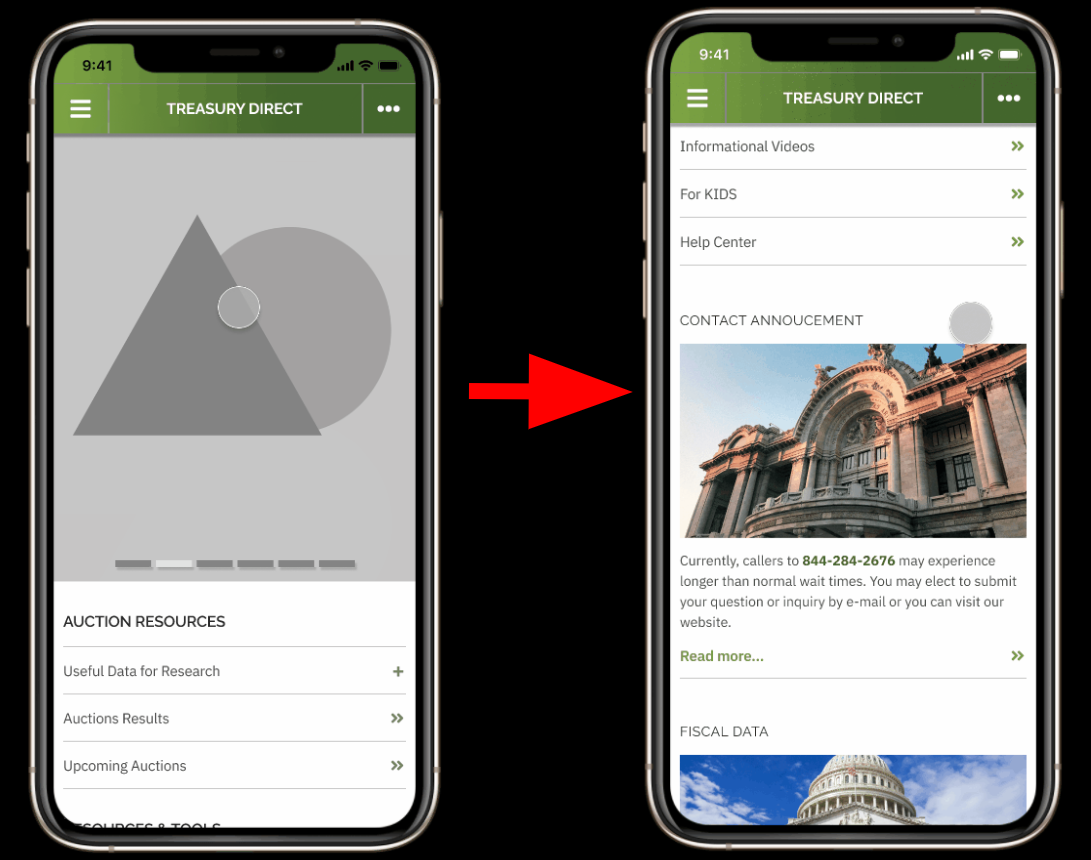 9:41
TREASURY DIRECT
AUCTION RESOURCES
Useful Data for Research
Auctions Results
Upcoming Auctions
RESOURCES & TOOLS
9:41
TREASURY DIRECT
Informational Videos
For KIDS
Help Center
CONTACT ANNOUCEMENT
Currently, callers to 844-284-2676 may experience
longer than normal wait times. You may elect to submit
your question or inquiry by e-mail or you can visit our
website.
Read more...
FISCAL DATA